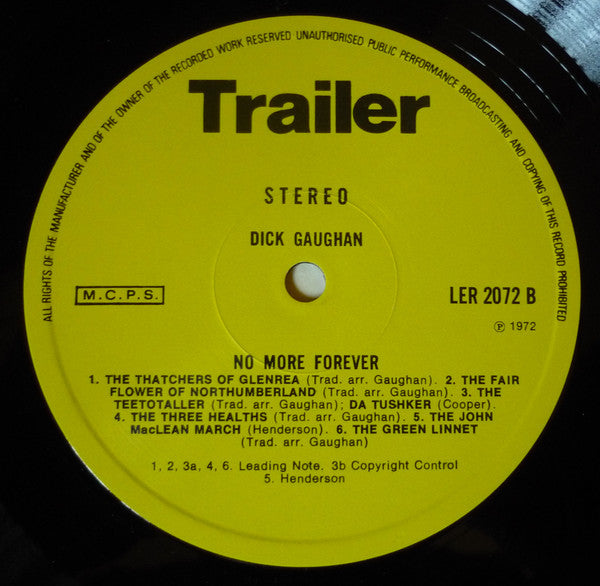 ALL RIGHTS OF THE MANUFACTURER AND OF THE OWNER OF THE RECORDED WORK RESERVED UNAUTHORISED PUBLIC PERFORMANCE BROADCASTING AND COPYING OF THIS RECORD PROHIBITED
Trailer
STEREO
DICK GAUGHAN
M.C.P.S.
LER 2072 B
℗ 1972
NO MORE FOREVER
1. THE THATCHERS OF GLENREA (Trad. arr. Gaughan). 2. THE FAIR
FLOWER OF NORTHUMBERLAND (Trad. arr. Gaughan). 3. THE
TEETOTALLER (Trad. arr. Gaughan); DA TUSHKER (Cooper).
4. THE THREE HEALTHS (Trad. arr. Gaughan). 5. THE JOHN
MacLEAN MARCH (Henderson). 6. THE GREEN LINNET
(Trad. arr. Gaughan)
1, 2, 3a, 4, 6. Leading Note. 3b Copyright Control
5. Henderson